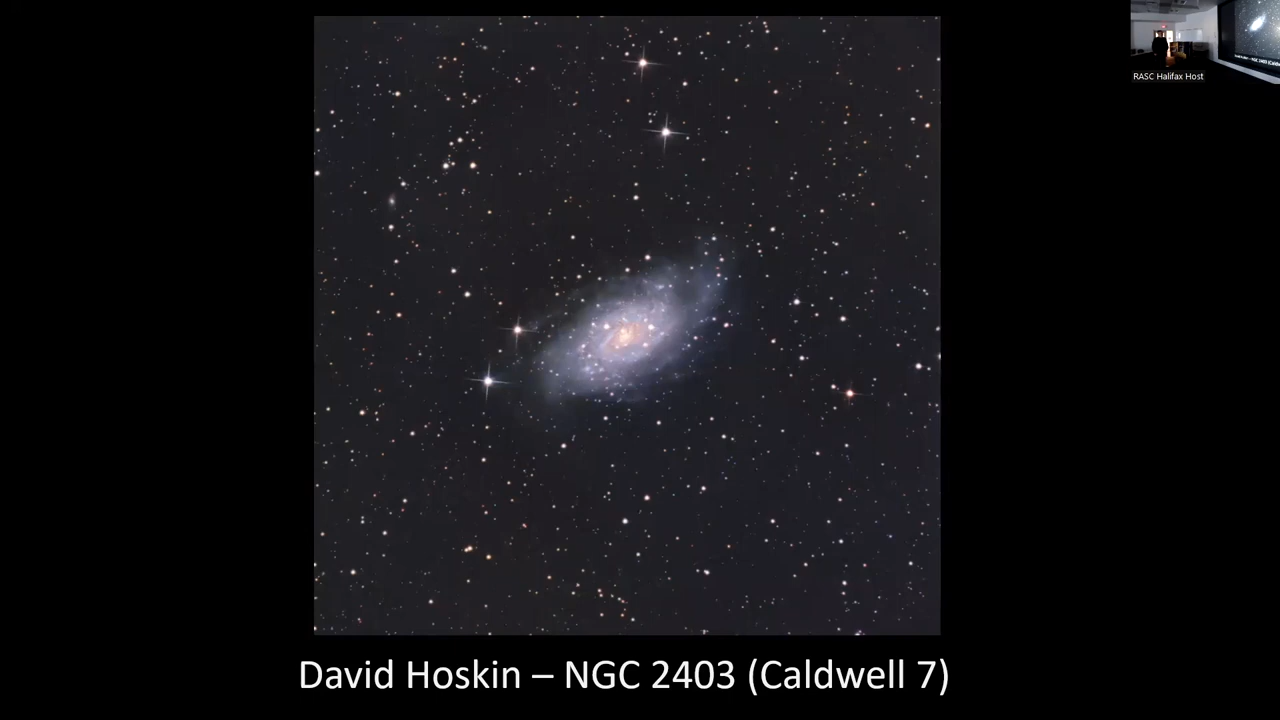 RASC Halifax Host
David Hoskin – NGC 2403 (Caldwell 7)